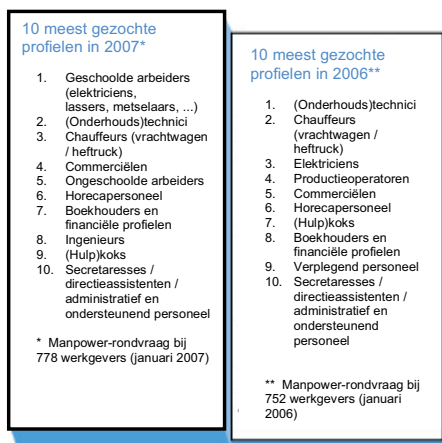 10 meest gezochte
profielen in 2007*
1. Geschoolde arbeiders
(elektriciens,
lassers, metselaars, ...)
2. (Onderhouds)technici
3. Chauffeurs (vrachtwagen
/ heftruck)
4. Commerciëlen
5. Ongeschoolde arbeiders
6. Horecapersoneel
7. Boekhouders en
financiële profielen
8. Ingenieurs
9. (Hulp)koks
10. Secretaresses /
directieassistenten /
administratief en
ondersteunend personeel
* Manpower-rondvraag bij
778 werkgevers (januari 2007)
10 meest gezochte
profielen in 2006**
1. (Onderhouds)technici
2. Chauffeurs
(vrachtwagen /
heftruck)
3. Elektriciens
4. Productieoperatoren
5. Commerciëlen
6. Horecapersoneel
7. (Hulp)koks
8. Boekhouders en
financiële profielen
9. Verplegend personeel
10. Secretaresses /
directieassistenten /
administratief en
ondersteunend
personeel
** Manpower-rondvraag bij
752 werkgevers (januari
2006)